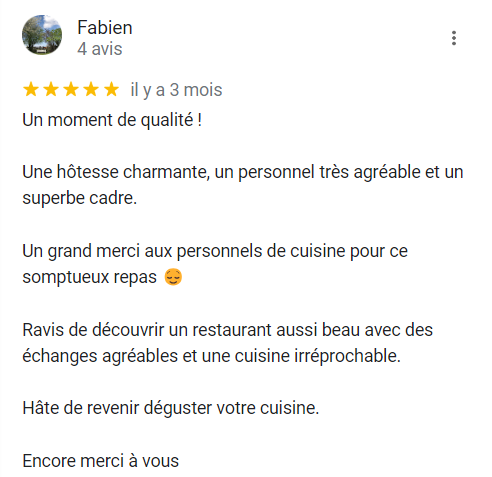 Fabien
4 avis
il y a 3 mois
Un moment de qualité !
Une hôtesse charmante, un personnel très agréable et un
superbe cadre.
Un grand merci aux personnels de cuisine pour ce
somptueux repas 😌
Ravis de découvrir un restaurant aussi beau avec des
échanges agréables et une cuisine irréprochable.
Hâte de revenir déguster votre cuisine.
Encore merci à vous